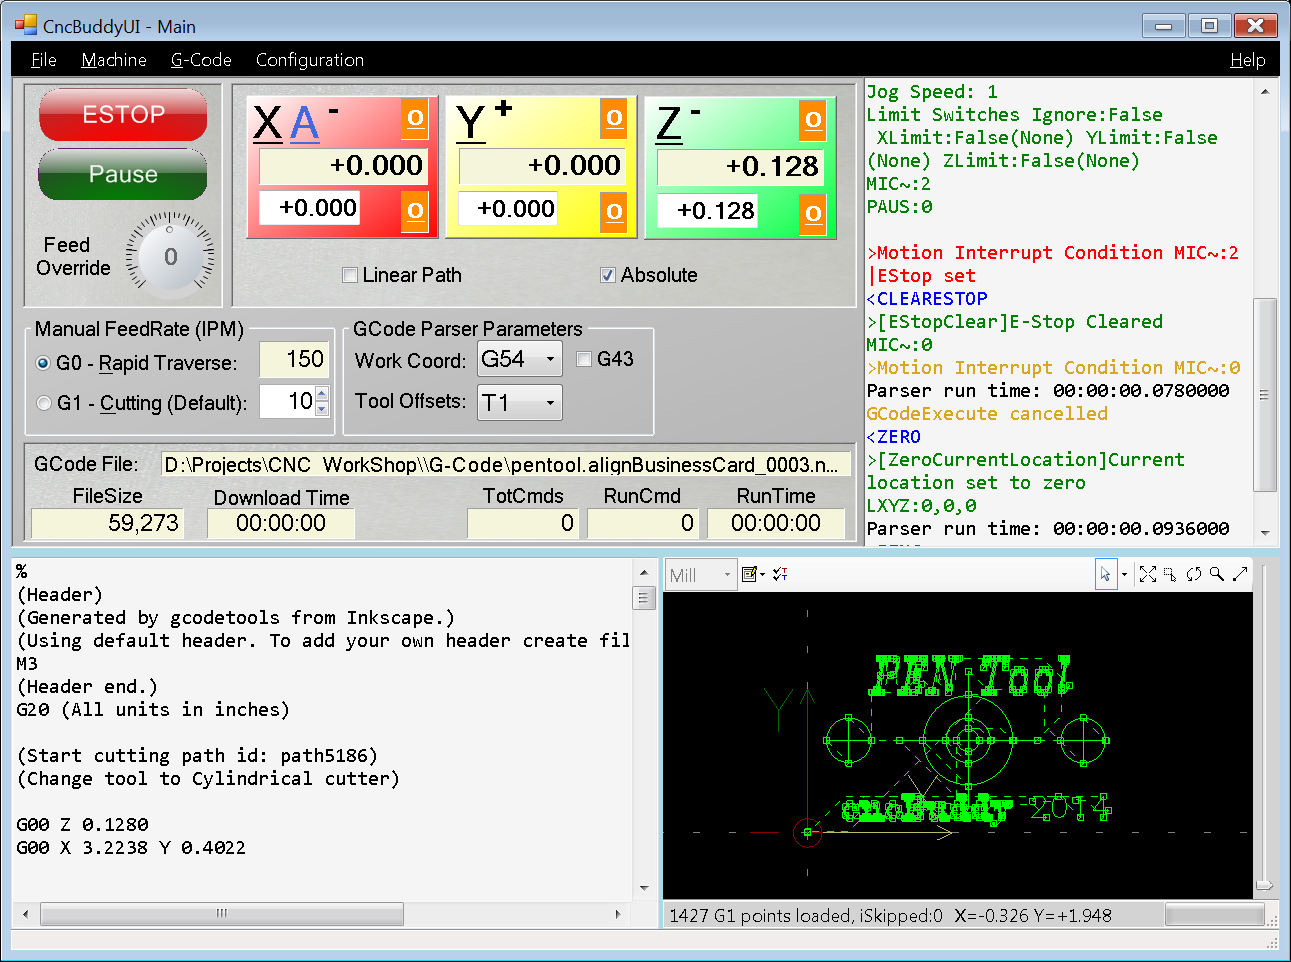 CncBuddyUI - Main
File Machine G-Code Configuration Help
ESTOP
Pause
Feed
Override
0
X A -
O
+0.000
+0.000
O
Y +
O
+0.000
+0.000
O
Z -
O
+0.128
+0.128
O
Linear Path
Absolute
Manual FeedRate (IPM)
G0 - Rapid Traverse: 150
G1 - Cutting (Default): 10
GCode Parser Parameters
Work Coord: G54 G43
Tool Offsets: T1
GCode File: D:\Projects\CNC WorkShop\\G-Code\pentool.alignBusinessCard_0003.n...
FileSize Download Time TotCmds RunCmd RunTime
59,273 00:00:00 0 0 00:00:00
Jog Speed: 1
Limit Switches Ignore:False
XLimit:False(None) YLimit:False
(None) ZLimit:False(None)
MIC~:2
PAUS:0
>Motion Interrupt Condition MIC~:2
|EStop set
<CLEARESTOP
>[EStopClear]E-Stop Cleared
MIC~:0
>Motion Interrupt Condition MIC~:0
Parser run time: 00:00:00.0780000
GCodeExecute cancelled
<ZERO
>[ZeroCurrentLocation]Current
location set to zero
LXYZ:0,0,0
Parser run time: 00:00:00.0936000
%
(Header)
(Generated by gcodetools from Inkscape.)
(Using default header. To add your own header create fil
M3
(Header end.)
G20 (All units in inches)
(Start cutting path id: path5186)
(Change tool to Cylindrical cutter)
G00 Z 0.1280
G00 X 3.2238 Y 0.4022
Mill
PEN Tool
Y
cncBuddy 2014
1427 G1 points loaded, iSkipped:0 X=-0.326 Y=+1.948